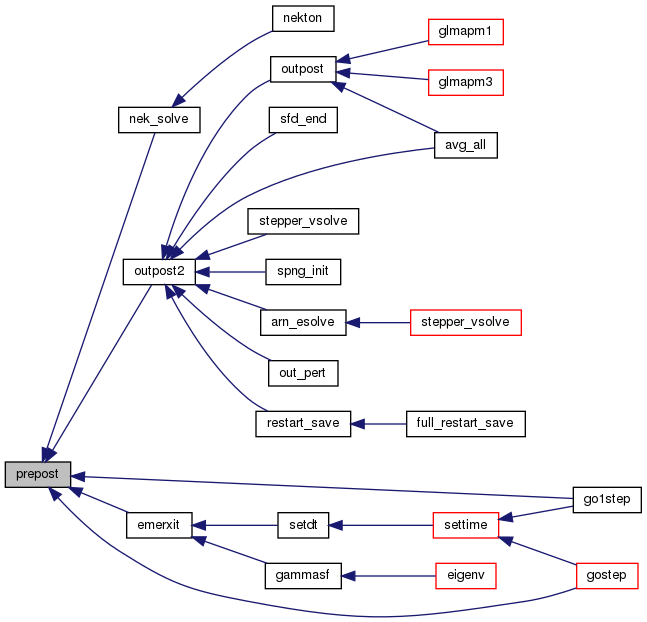 nekton
glmapm1
outpost
glmapm3
nek_solve
sfd_end
avg_all
stepper_vsolve
outpost2
spng_init
arn_esolve
stepper_vsolve
out_pert
restart_save
full_restart_save
prepost
go1step
emerxit
setdt
settime
gammasf
eigenv
gostep